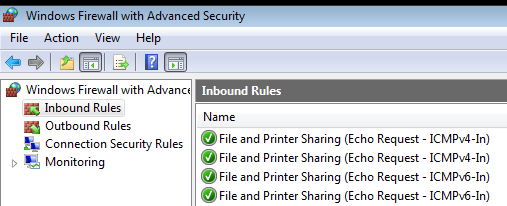 Windows Firewall with Advanced Security
File Action View Help
Windows Firewall with Advance
Inbound Rules
Outbound Rules
Connection Security Rules
Monitoring
Inbound Rules
Name
File and Printer Sharing (Echo Request - ICMPv4-In)
File and Printer Sharing (Echo Request - ICMPv4-In)
File and Printer Sharing (Echo Request - ICMPv6-In)
File and Printer Sharing (Echo Request - ICMPv6-In)